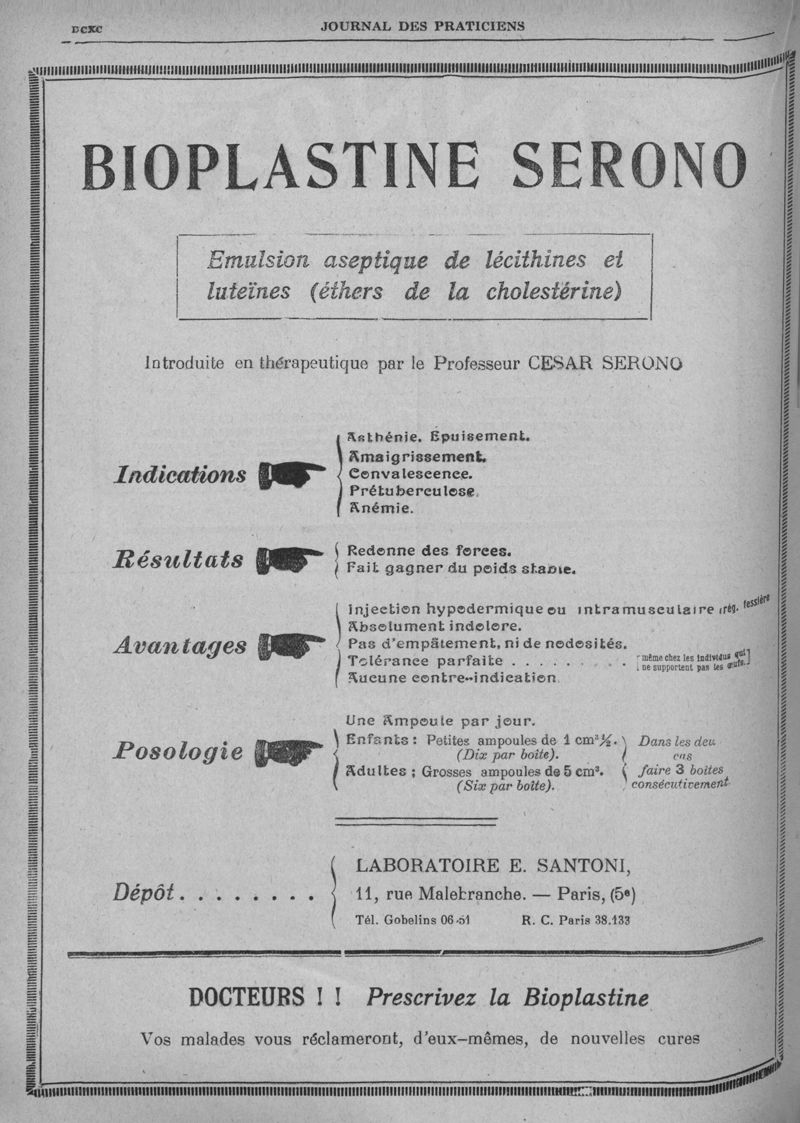 DCXC
JOURNAL DES PRATICIENS
BIOPLASTINE SERONO
Emulsion aseptique de lécithines et
luteïnes (éthers de la cholestérine)
Introduite en thérapeutique par le Professeur CESAR SERONO
Indications
Asthénie. Épuisement.
Amaigrissement.
Convalescence.
Prétuberculose.
Anémie.
Résultats
Redonne des forces.
Fait gagner du poids stable.
Avantages
Injection hypodermique ou intramusculaire (rég. fessière
Absolument indolore.
Pas d'empâtement, ni de nodosités.
Tolérance parfaite . . . . . . . . . [même chez les individus qui
ne supportent pas les œufs.]
Aucune contre-indication.
Posologie
Une Ampoule par jour.
Enfants : Petites ampoules de 1 cm³ ½.
(Dix par boîte).
Adultes ; Grosses ampoules de 5 cm³.
(Six par boîte).
Dans les deu
cas
faire 3 boites
consécutivement
Dépôt. . . . . . . .
LABORATOIRE E. SANTONI,
11, rue Malebranche. — Paris, (5e)
Tél. Gobelins 06-51 R. C. Paris 38.133
DOCTEURS ! ! Prescrivez la Bioplastine
Vos malades vous réclameront, d'eux-mêmes, de nouvelles cures